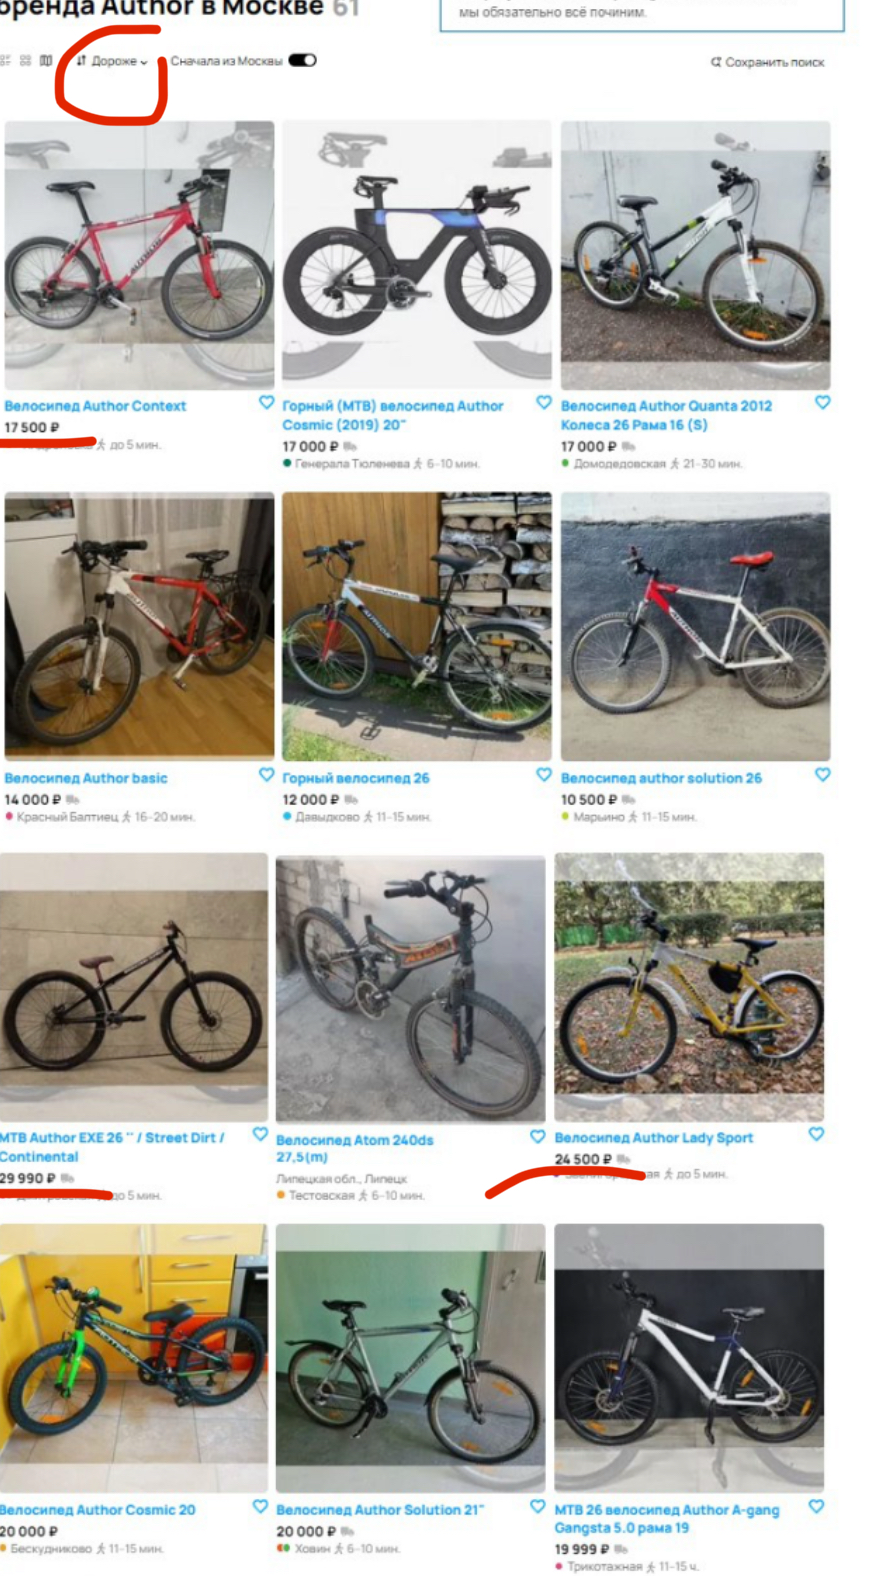 бренда Author в Москве 61
мы обязательно всё починим.
Дороже
Сначала из Москвы
Сохранить поиск
Велосипед Author Context
17 500 ₽
до 5 мин.
Горный (MTB) велосипед Author
Cosmic (2019) 20"
17 000 ₽
Генерала Тюленева 6-10 мин.
Велосипед Author Quanta 2012
Колеса 26 Рама 16 (S)
17 000 ₽
Домодедовская 21-30 мин.
Велосипед Author basic
14 000 ₽
Красный Балтиец 16-20 мин.
Горный велосипед 26
12 000 ₽
Давыдково 11-15 мин.
Велосипед author solution 26
10 500 ₽
Марьино 11-15 мин.
MTB Author EXE 26 '' / Street Dirt /
Continental
29 990 ₽
до 5 мин.
Велосипед Atom 240ds
27,5(m)
Липецкая обл., Липецк
Тестовская 6-10 мин.
Велосипед Author Lady Sport
24 500 ₽
до 5 мин.
Велосипед Author Cosmic 20
20 000 ₽
Бескудниково 11-15 мин.
Велосипед Author Solution 21"
20 000 ₽
Ховин 6-10 мин.
MTB 26 велосипед Author A-gang
Gangsta 5.0 рама 19
19 999 ₽
Трикотажная 11-15 ч.